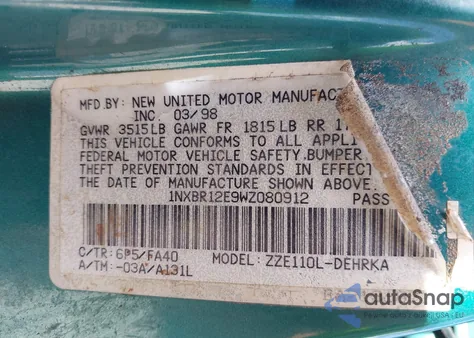 MFD.BY: NEW UNITED MOTOR MANUFAC
INC. 03/98
GVWR 3515LB GAWR FR 1815LB RR 17
THIS VEHICLE CONFORMS TO ALL APPLI
FEDERAL MOTOR VEHICLE SAFETY.BUMPER
THEFT PREVENTION STANDARDS IN EFFECT
THE DATE OF MANUFACTURE SHOWN ABOVE.
1NXBR12E9WZ080912 PASS
C/TR: 6P5/FA40 MODEL: ZZE110L-DEHRKA
A/TM: -03A/A131L
autaSnap